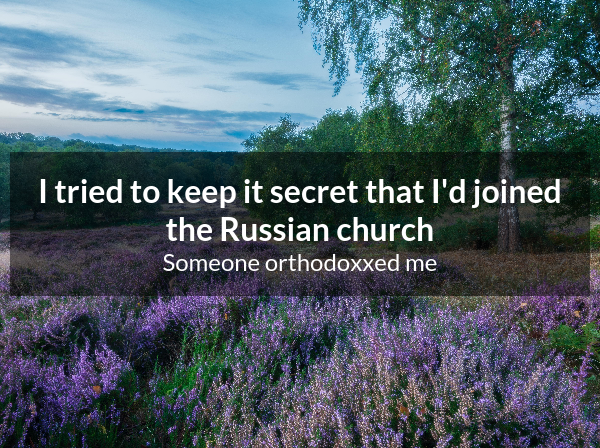 I tried to keep it secret that I'd joined
the Russian church
Someone orthodoxxed me